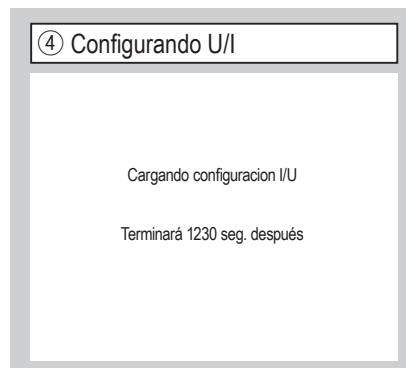 ④ Configurando U/I
Cargando configuracion I/U
Terminará 1230 seg. después